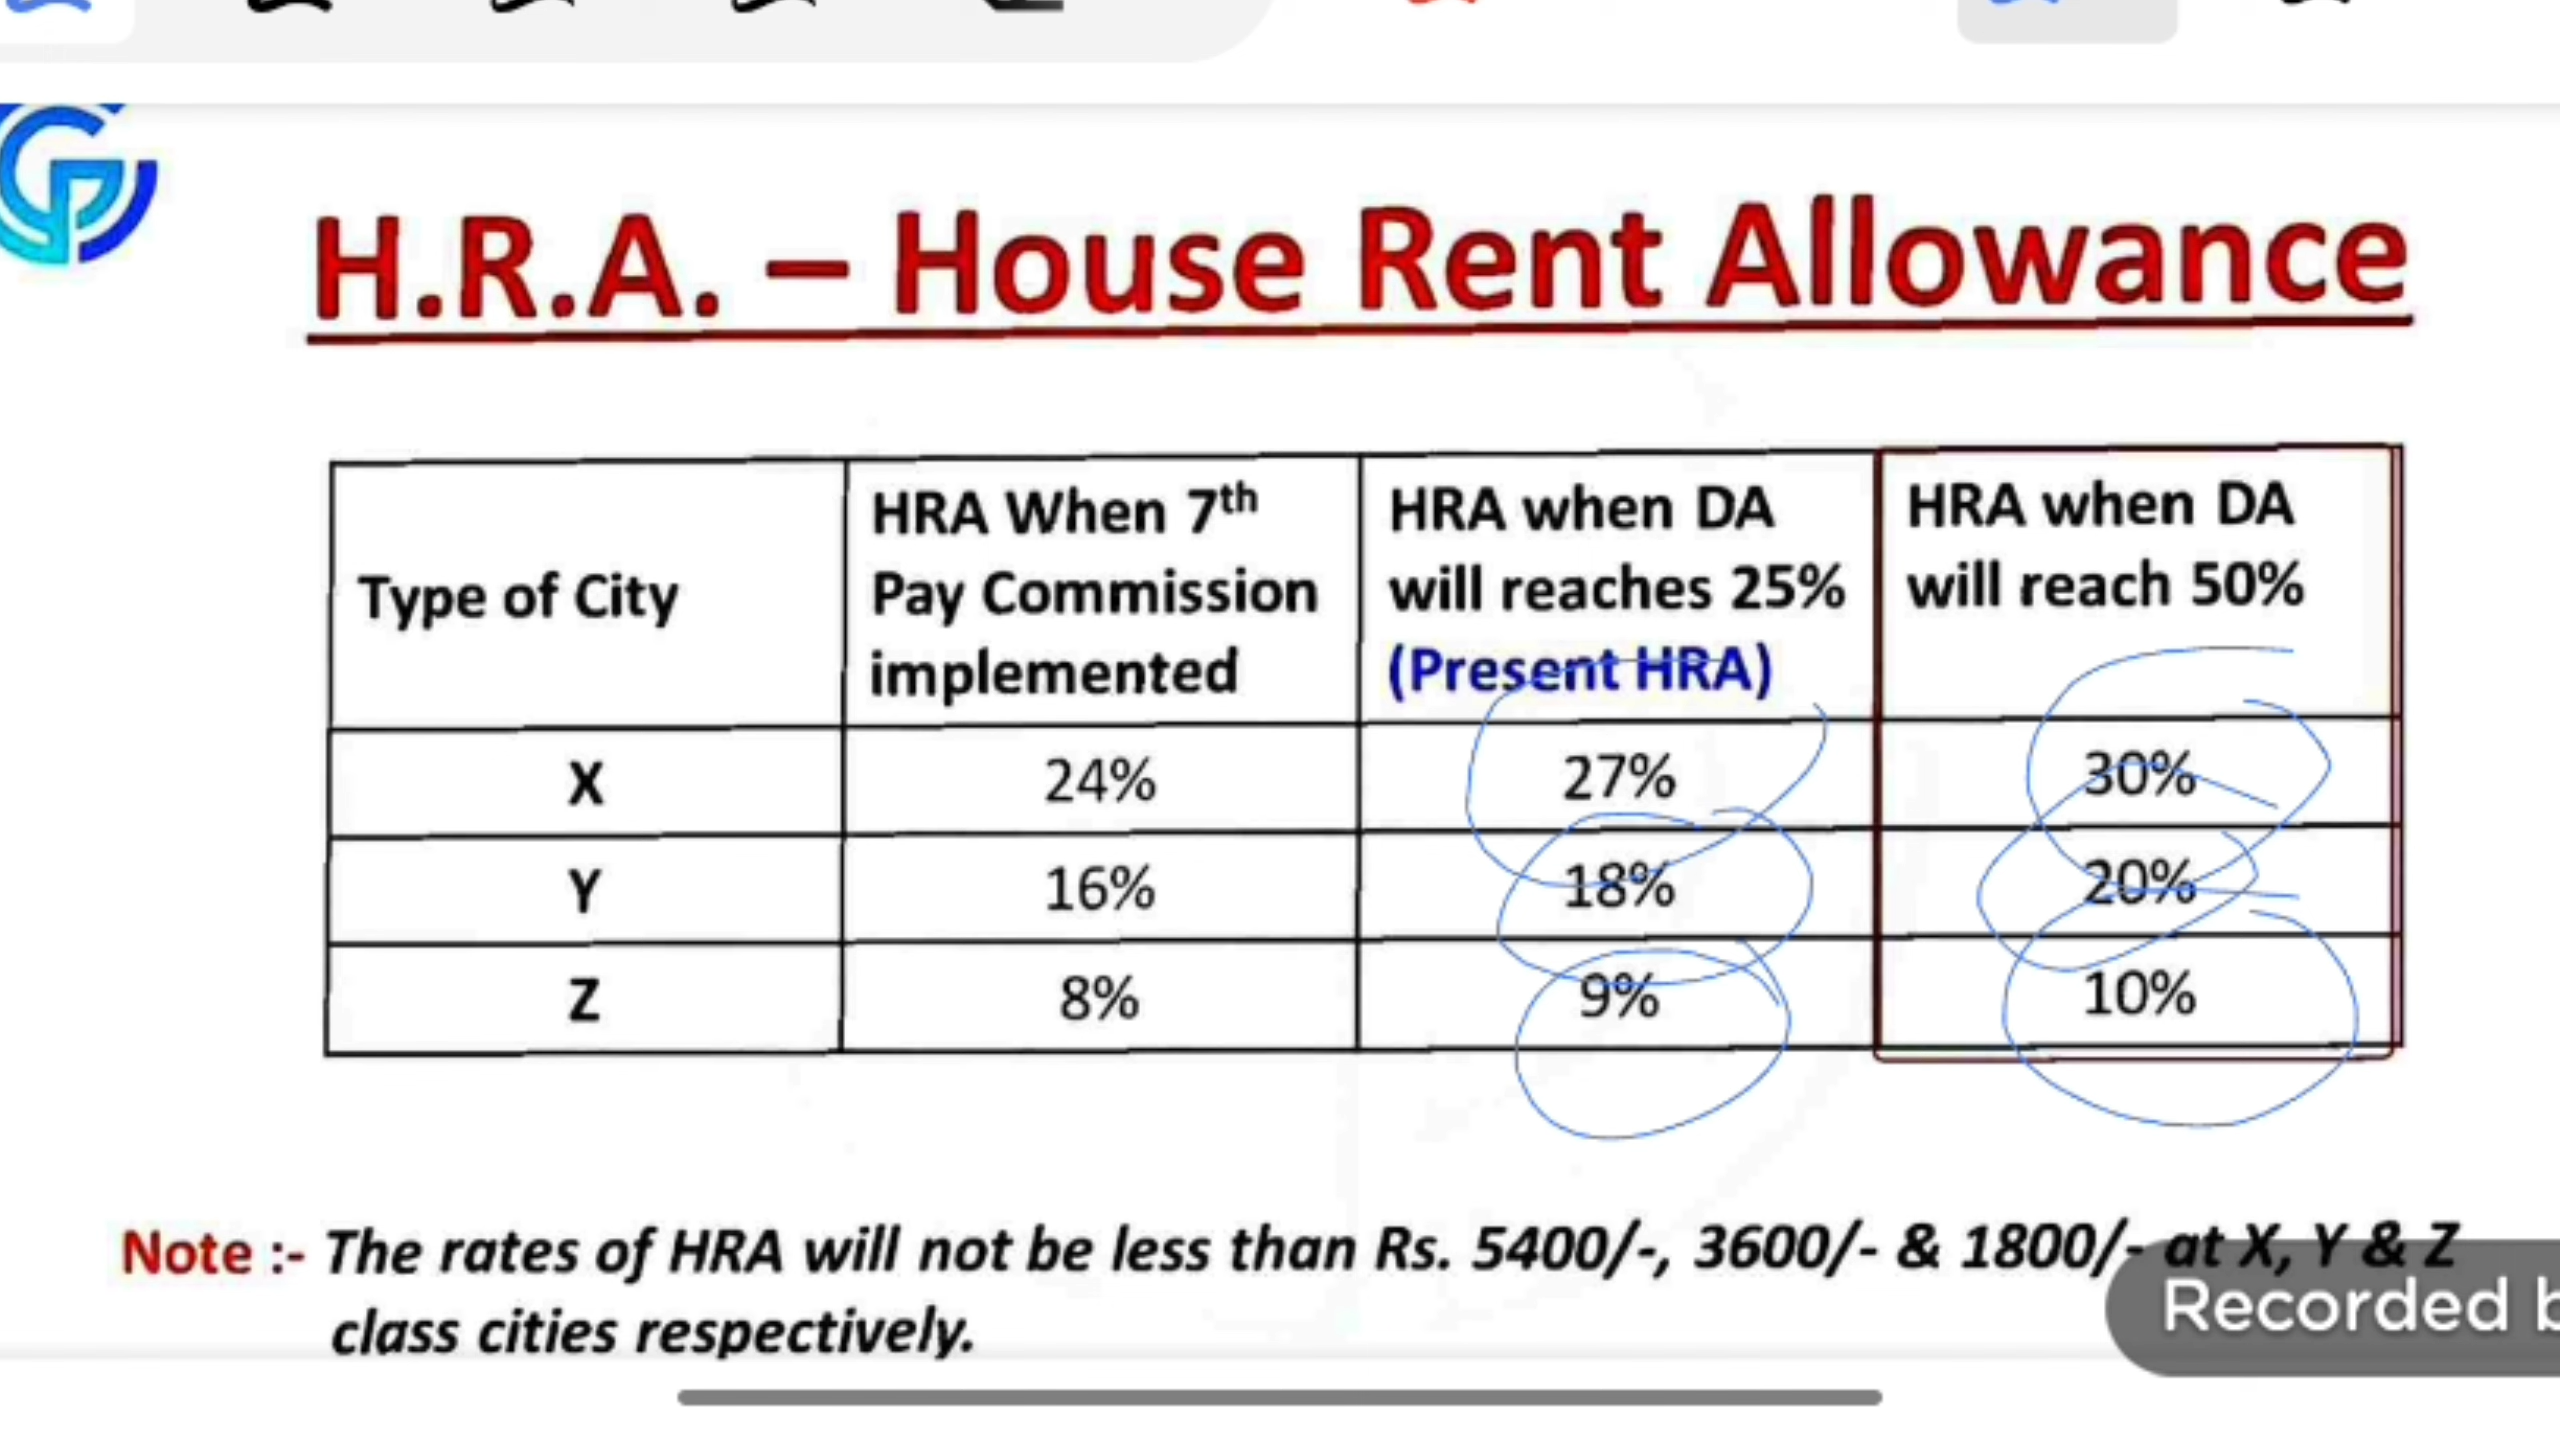 H.R.A. – House Rent Allowance
Type of City
HRA When 7th
Pay Commission
implemented
HRA when DA
will reaches 25%
(Present HRA)
HRA when DA
will reach 50%
X 24% 27% 30%
Y 16% 18% 20%
Z 8% 9% 10%
Note :- The rates of HRA will not be less than Rs. 5400/-, 3600/- & 1800/- at X, Y & Z
class cities respectively.
Recorded